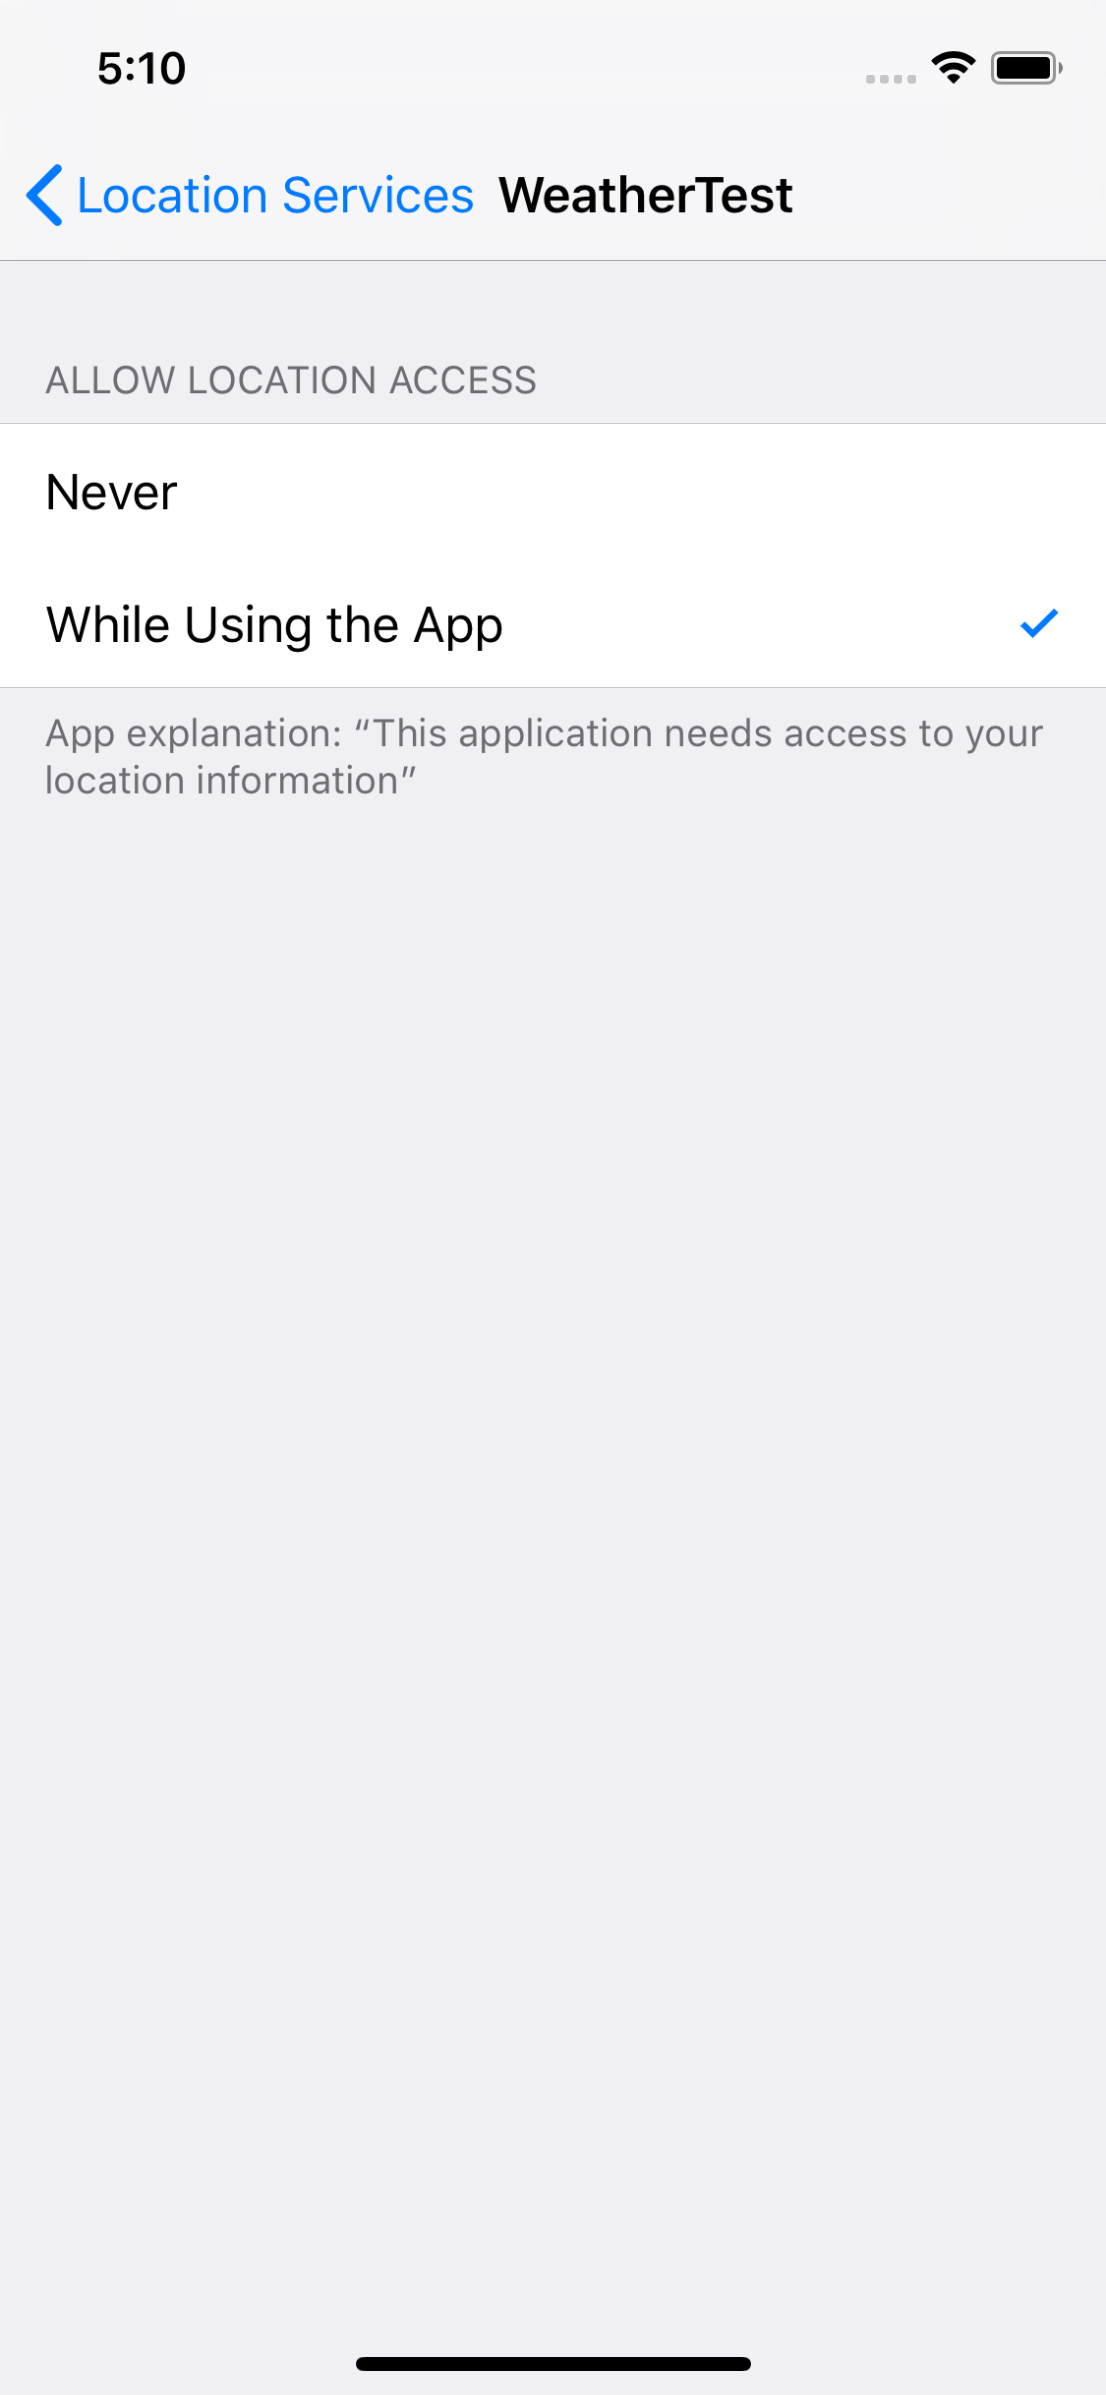 5:10
Location Services WeatherTest
ALLOW LOCATION ACCESS
Never
While Using the App
App explanation: “This application needs access to your
location information”